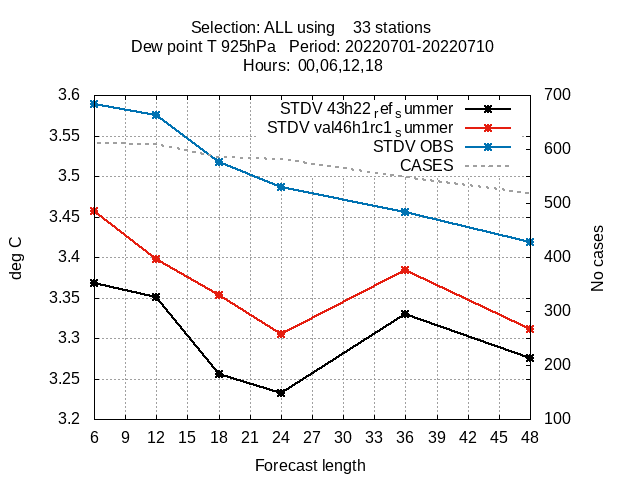 Selection: ALL using    33 stations
Dew point T 925hPa   Period: 20220701-20220710
Hours: 00,06,12,18
STDV 43h22_ref_summer
STDV val46h1rc1_summer
STDV OBS
CASES
deg C
3.6
3.55
3.5
3.45
3.4
3.35
3.3
3.25
3.2
700
600
500
400
300
200
100
No cases
6 9 12 15 18 21 24 27 30 33 36 39 42 45 48
Forecast length